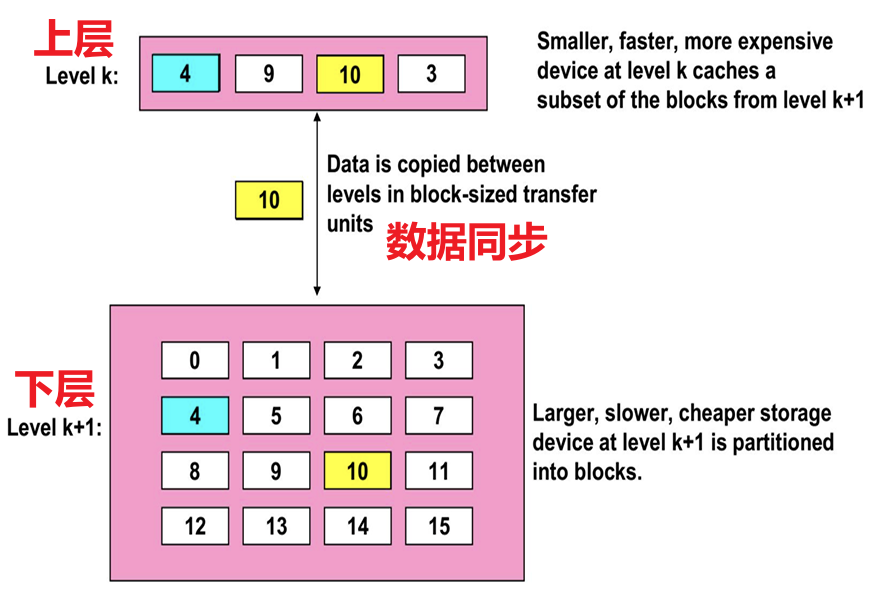 上层
Level k:
4 9 10 3
Smaller, faster, more expensive
device at level k caches a
subset of the blocks from level k+1
10
Data is copied between
levels in block-sized transfer
units
数据同步
下层
Level k+1:
0 1 2 3
4 5 6 7
8 9 10 11
12 13 14 15
Larger, slower, cheaper storage
device at level k+1 is partitioned
into blocks.